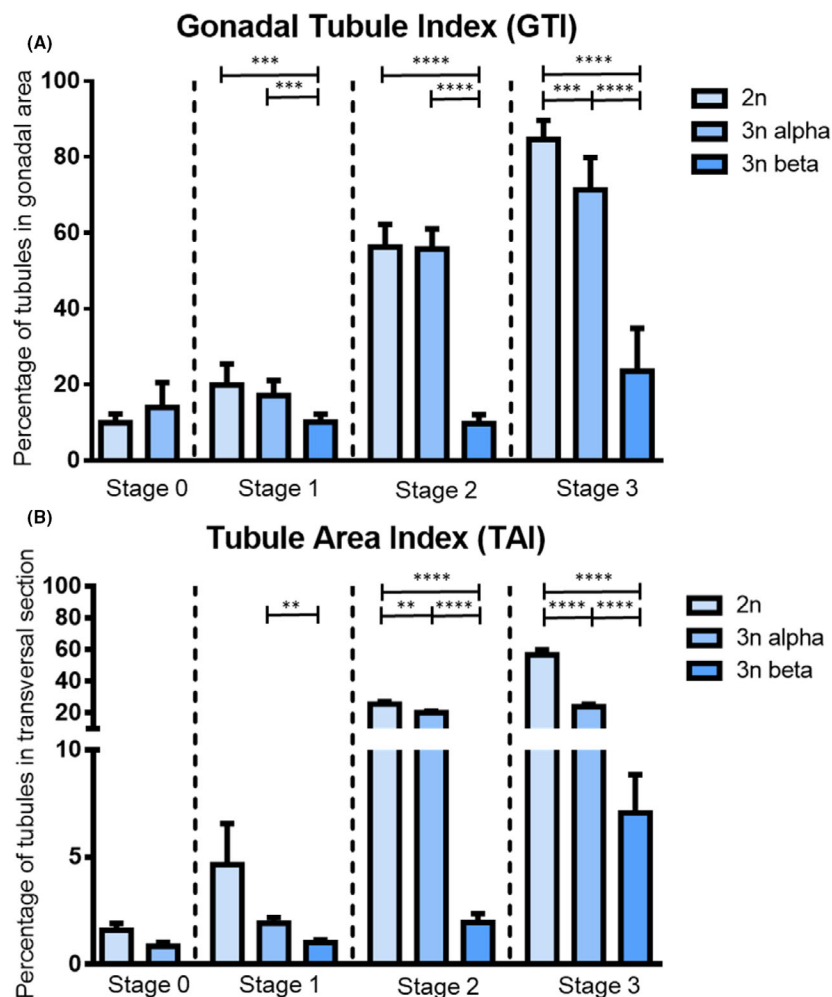 (A)
Gonadal Tubule Index (GTI)
Percentage of tubules in gonadal area
100
80
60
40
20
0
*** **** ****
*** **** *** ****
2n
3n alpha
3n beta
Stage 0 Stage 1 Stage 2 Stage 3
(B)
Tubule Area Index (TAI)
Percentage of tubules in transversal section
100
80
60
40
20
10
5
0
**** ****
** ** **** **** ****
2n
3n alpha
3n beta
Stage 0 Stage 1 Stage 2 Stage 3